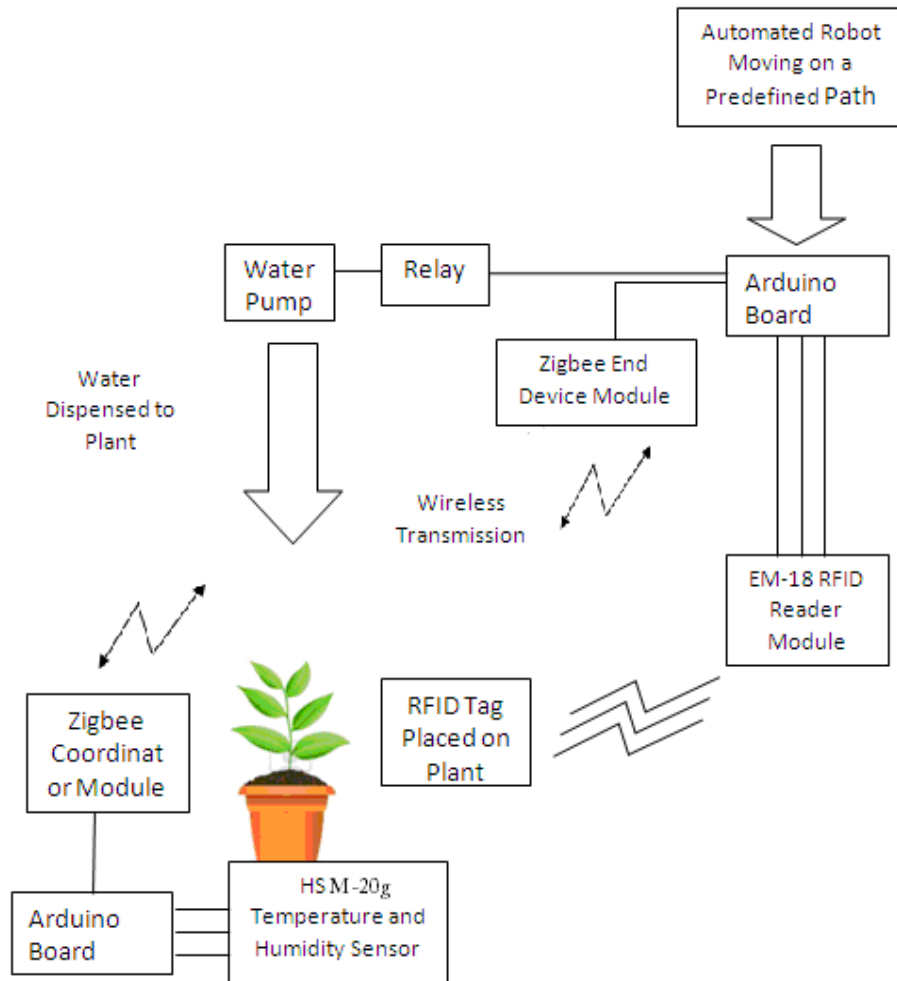 Automated Robot
Moving on a
Predefined Path
Water
Pump
Relay
Arduino
Board
Zigbee End
Device Module
Water
Dispensed to
Plant
Wireless
Transmission
EM-18 RFID
Reader
Module
Zigbee
Coordinat
or Module
RFID Tag
Placed on
Plant
Arduino
Board
HSM-20g
Temperature and
Humidity Sensor